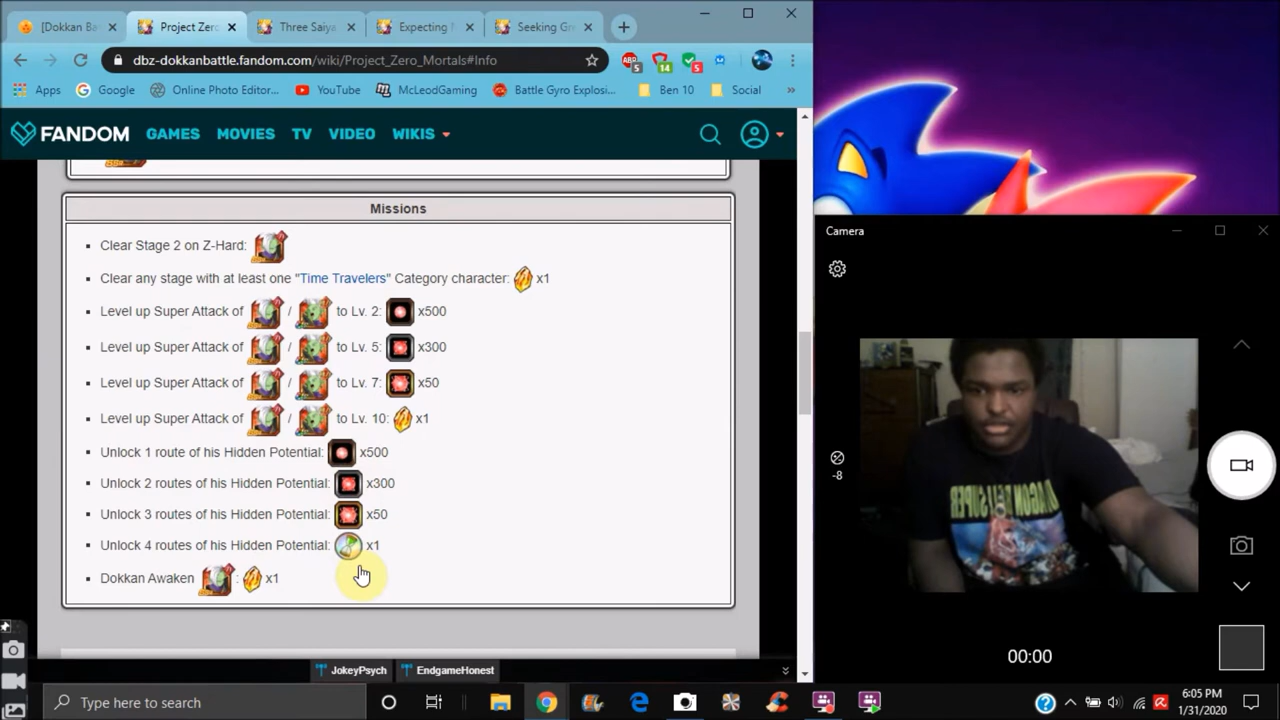 [Dokkan Ba
Project Zero
Three Saiya
Expecting
Seeking Gr
dbz-dokkanbattle.fandom.com/wiki/Project_Zero_Mortals#Info
5
14
5
Apps
Google
Online Photo Editor...
YouTube
McLeodGaming
Battle Gyro Explosi...
Ben 10
Social
»
FANDOM
GAMES
MOVIES
TV
VIDEO
WIKIS
Missions
Clear Stage 2 on Z-Hard:
Clear any stage with at least one "Time Travelers" Category character: x1
Level up Super Attack of / to Lv. 2: x500
Level up Super Attack of / to Lv. 5: x300
Level up Super Attack of / to Lv. 7: x50
Level up Super Attack of / to Lv. 10: x1
Unlock 1 route of his Hidden Potential: x500
Unlock 2 routes of his Hidden Potential: x300
Unlock 3 routes of his Hidden Potential: x50
Unlock 4 routes of his Hidden Potential: x1
Dokkan Awaken : x1
JokeyPsych
EndgameHonest
Camera
-8
DRAGON BALL SUPER
00:00
Type here to search
6:05 PM
1/31/2020